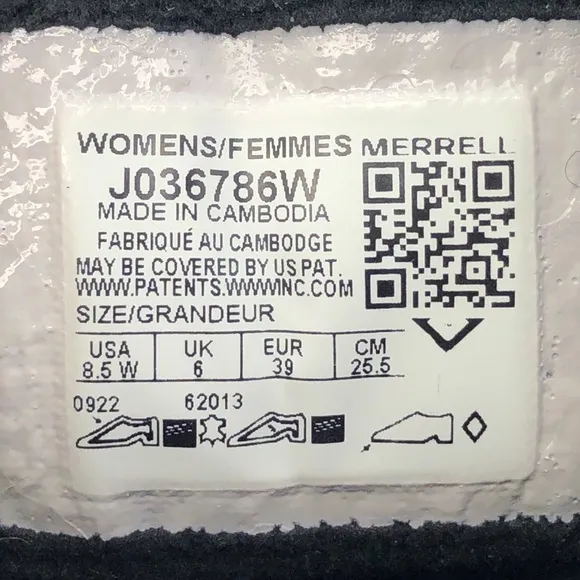 WOMENS/FEMMES MERRELL
J036786W
MADE IN CAMBODIA
FABRIQUÉ AU CAMBODGE
MAY BE COVERED BY US PAT.
WWW.PATENTS.WWWINC.COM
SIZE/GRANDEUR
USA UK EUR CM
8.5 W 6 39 25.5
0922 62013